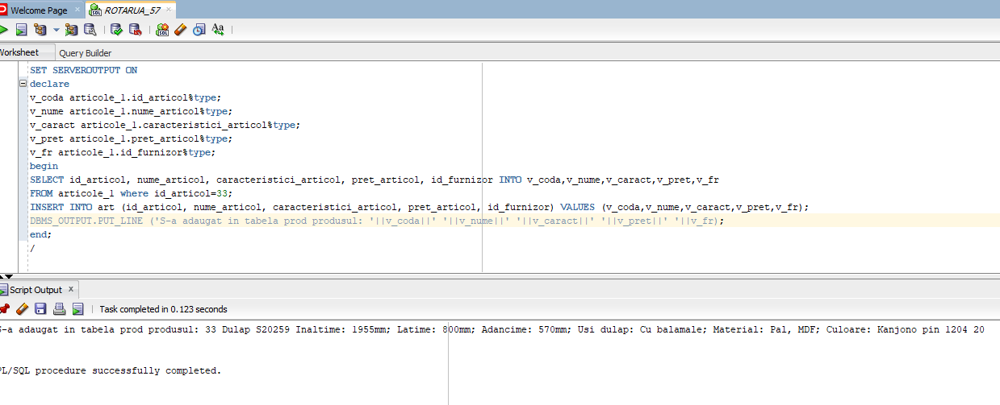 Welcome Page
ROTARUA_57
Worksheet
Query Builder
SET SERVEROUTPUT ON
declare
v_coda articole_1.id_articol%type;
v_nume articole_1.nume_articol%type;
v_caract articole_1.caracteristici_articol%type;
v_pret articole_1.pret_articol%type;
v_fr articole_1.id_furnizor%type;
begin
SELECT id_articol, nume_articol, caracteristici_articol, pret_articol, id_furnizor INTO v_coda,v_nume,v_caract,v_pret,v_fr
FROM articole_1 where id_articol=33;
INSERT INTO art (id_articol, nume_articol, caracteristici_articol, pret_articol, id_furnizor) VALUES (v_coda,v_nume,v_caract,v_pret,v_fr);
DBMS_OUTPUT.PUT_LINE ('S-a adaugat in tabela prod produsul: '||v_coda||' '||v_nume||' '||v_caract||' '||v_pret||' '||v_fr);
end;
/
Script Output
Task completed in 0.123 seconds
S-a adaugat in tabela prod produsul: 33 Dulap S20259 Inaltime: 1955mm; Latime: 800mm; Adancime: 570mm; Usi dulap: Cu balamale; Material: Pal, MDF; Culoare: Kanjono pin 1204 20
PL/SQL procedure successfully completed.